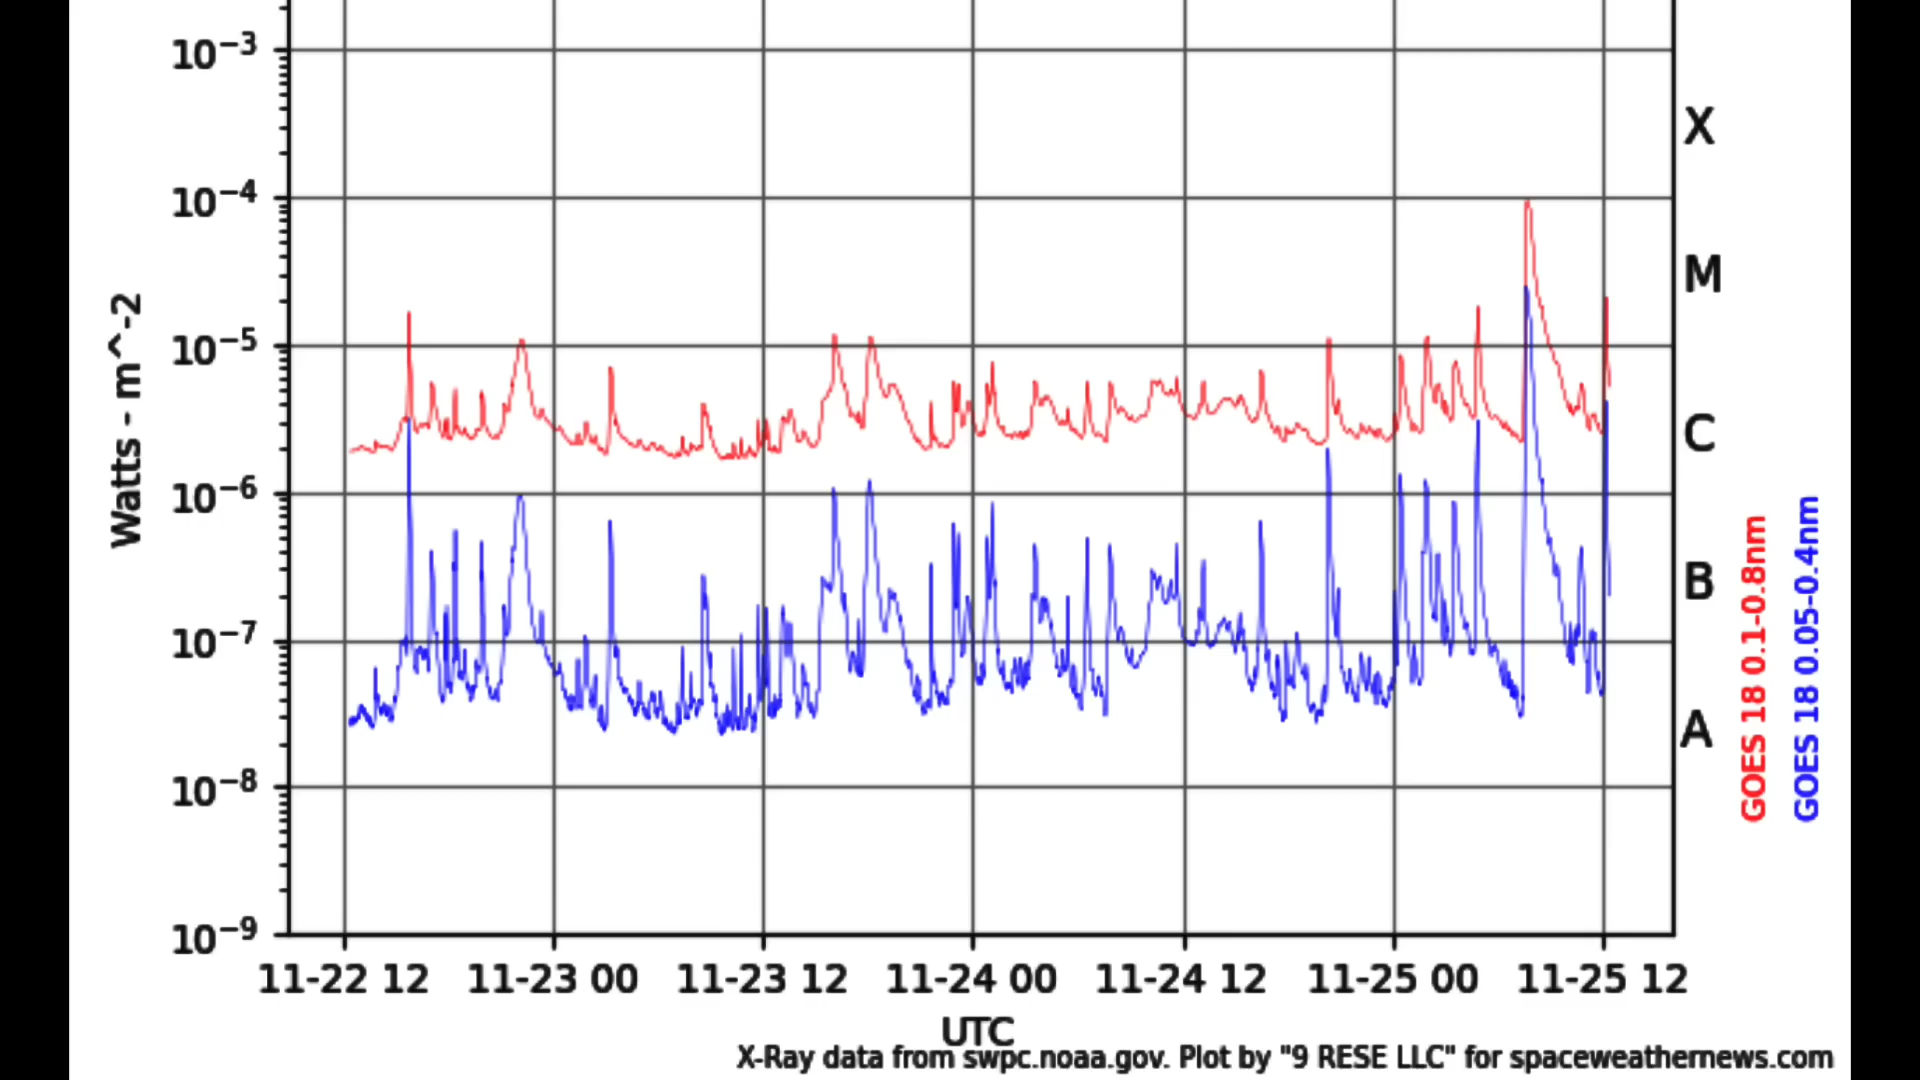 10⁻³
10⁻⁴
10⁻⁵
10⁻⁶
10⁻⁷
10⁻⁸
10⁻⁹
Watts - m^-2
X
M
C
B
A
GOES 18 0.1-0.8nm
GOES 18 0.05-0.4nm
11-22 12 11-23 00 11-23 12 11-24 00 11-24 12 11-25 00 11-25 12
UTC
X-Ray data from swpc.noaa.gov. Plot by "9 RESE LLC" for spaceweathernews.com